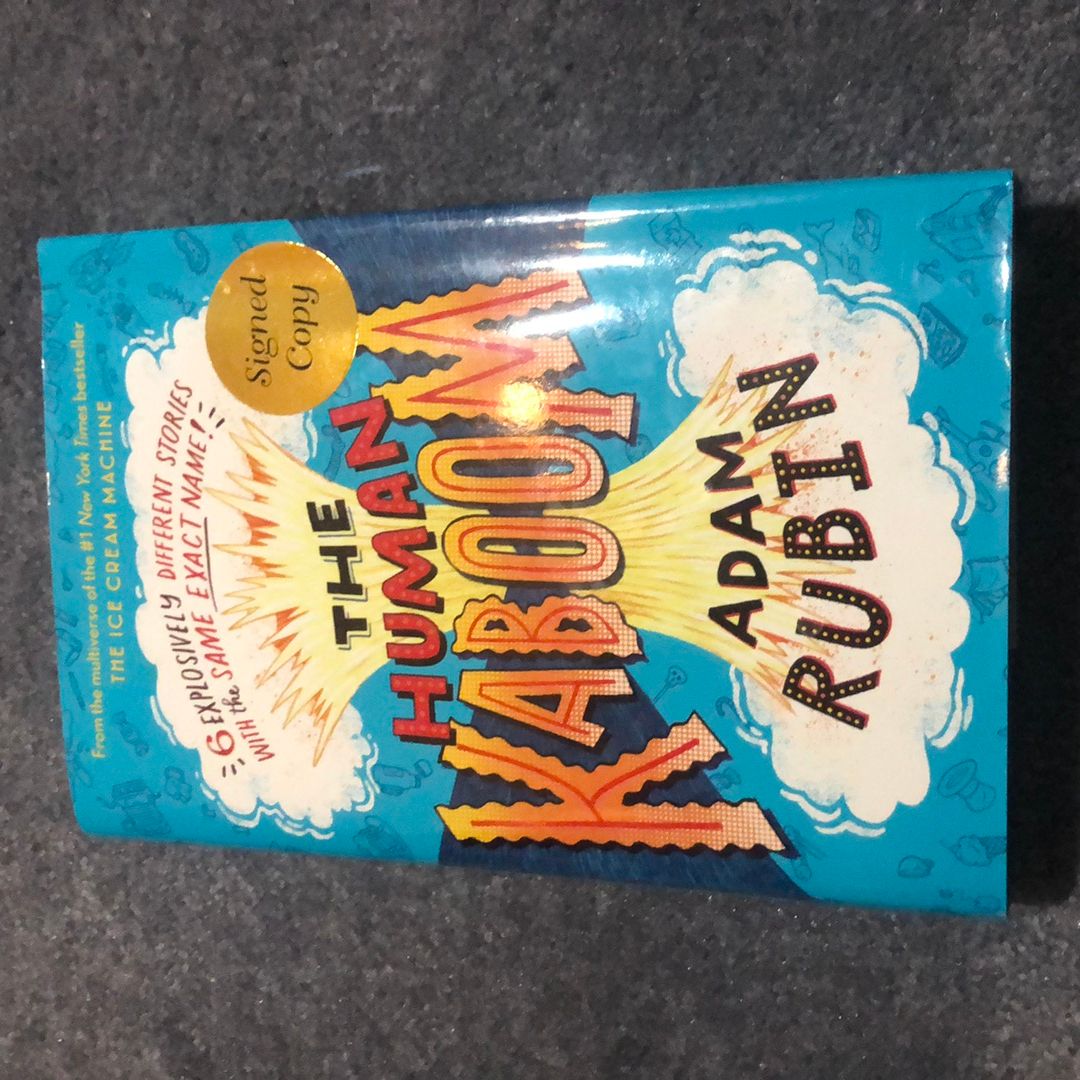 From the multiverse of the #1 New York Times bestseller
THE ICE CREAM MACHINE
6 EXPLOSIVELY DIFFERENT STORIES
WITH the SAME EXACT NAME!
Signed
Copy
THE
HUMAN
KABOOM
ADAM
RUBIN